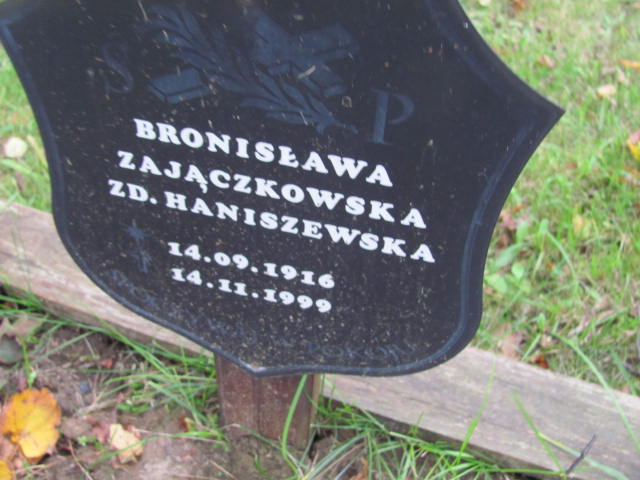 S P
BRONISŁAWA
ZAJĄCZKOWSKA
ZD. HANISZEWSKA
14.09.1916
14.11.1999